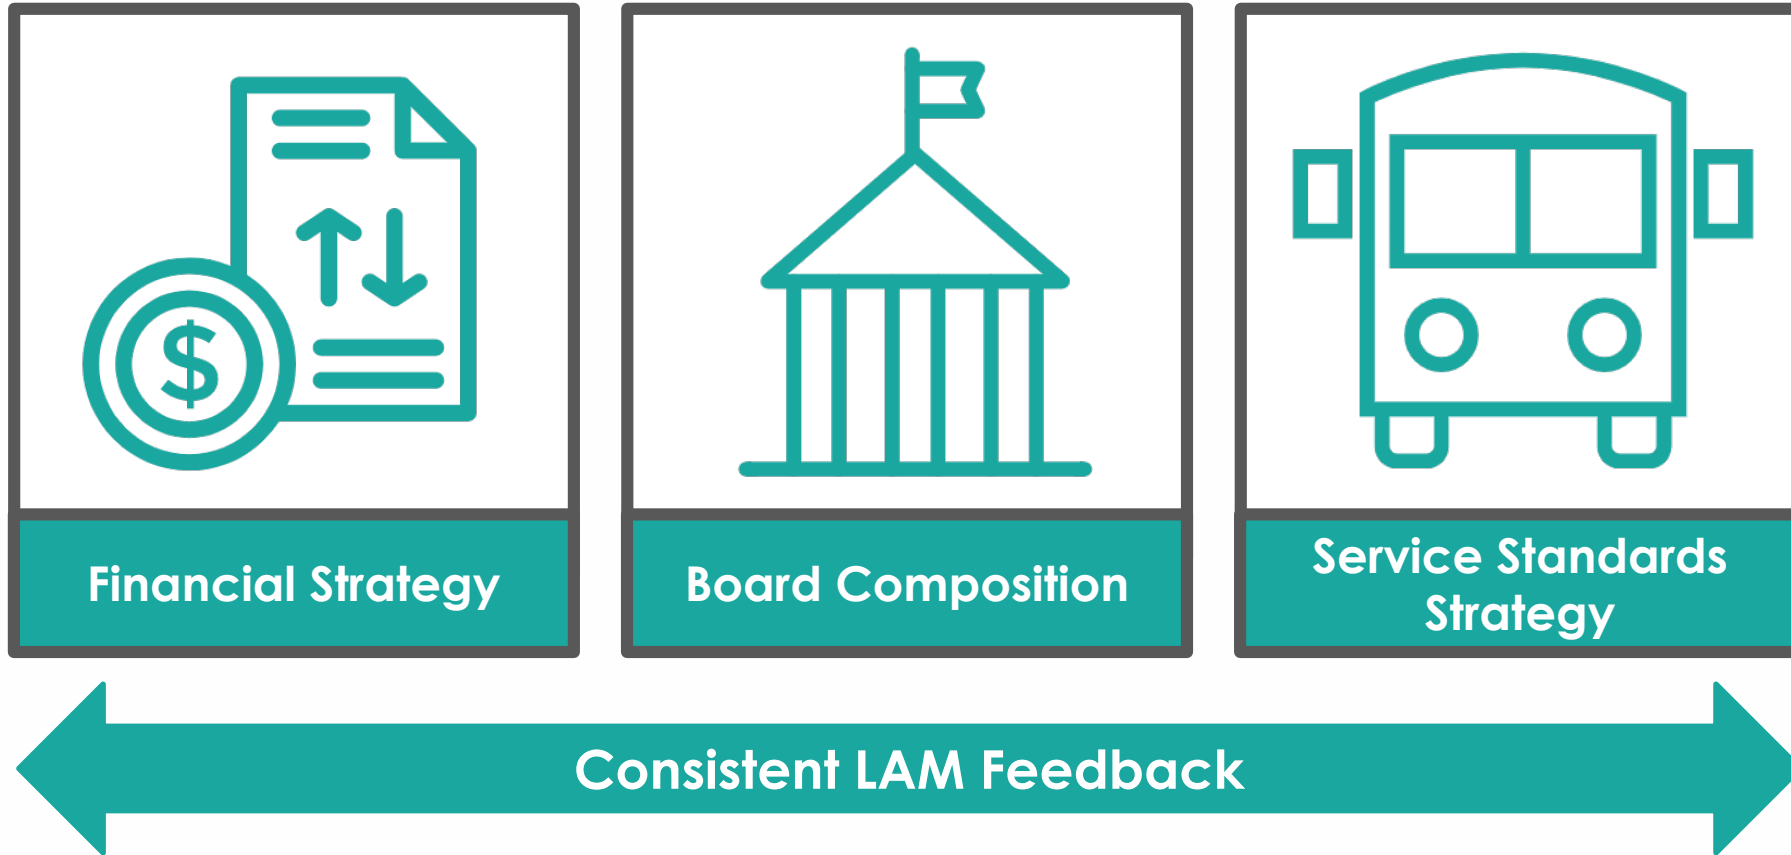 $
Financial Strategy
Board Composition
Service Standards
Strategy
Consistent LAM Feedback